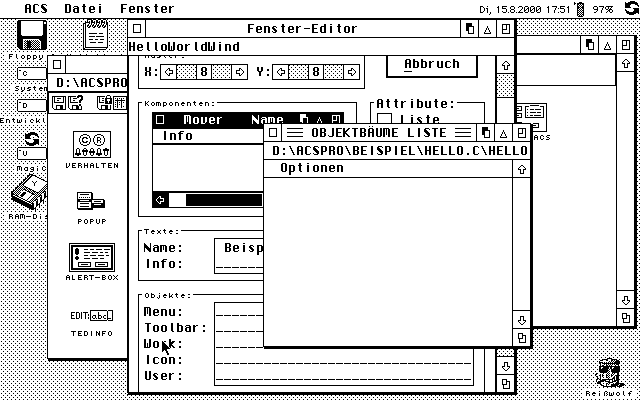 ACS Datei Fenster Di, 15.8.2000 17:51 97%
Floppy
C
System
D
Entwickl
U
Magic
RAM-Dis
D:\ACSPRO
VERHALTEN
POPUP
ALERT-BOX
EDIT: abc
TEDINFO
Fenster-Editor
HelloWorldWind
X: 8 Y: 8
Abbruch
Komponenten:
Mover Name
Info
Attribute:
Liste
Texte:
Name: Beisp
Info:
Objekte:
Menu:
Toolbar:
Work:
Icon:
User:
OBJEKTBÄUME LISTE
D:\ACSPRO\BEISPIEL\HELLO.C\HELLO
Optionen
ACS
Reißwolf